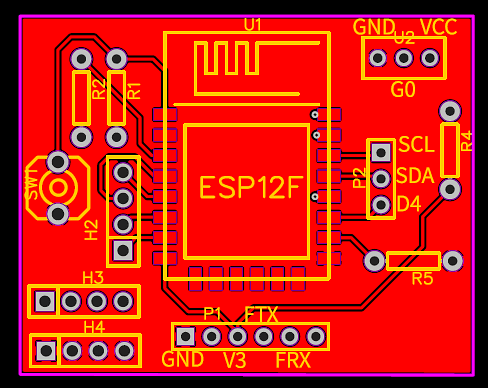 U1
GND VCC
U2
G0
R2
R1
R4
SCL
P2
SDA
D4
ESP12F
SW1
H2
R5
H3
P1 FTX
H4
GND V3 FRX